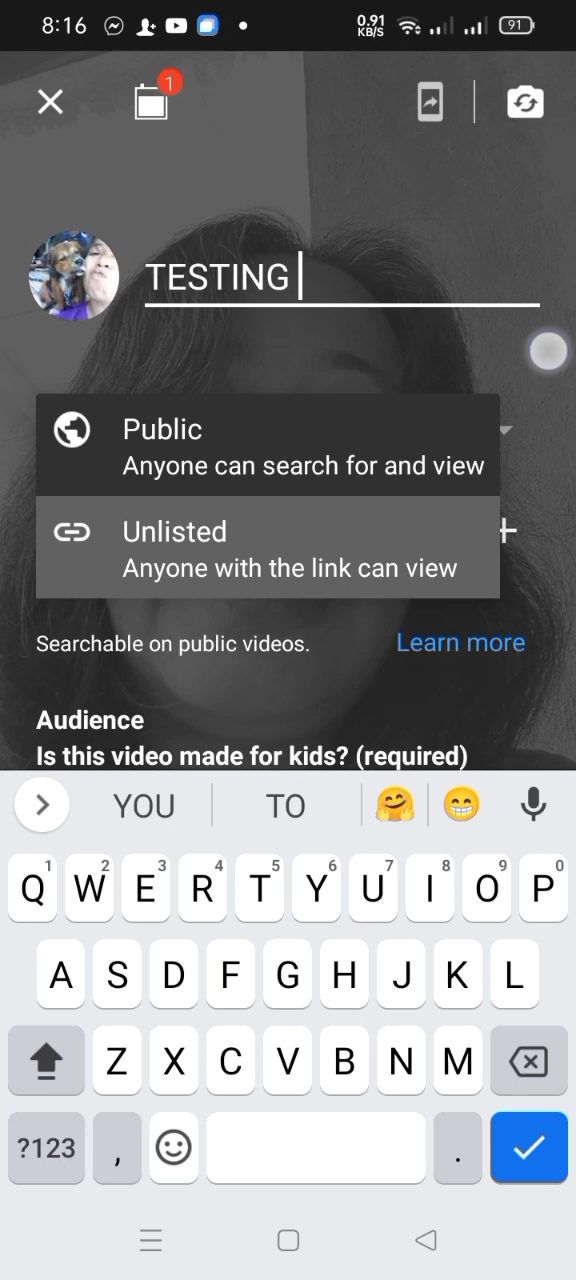 8:16
0.91
KB/S
91
1
TESTING
Public
Anyone can search for and view
Unlisted
Anyone with the link can view
Searchable on public videos.
Learn more
Audience
Is this video made for kids? (required)
YOU TO
1 2 3 4 5 6 7 8 9 0
Q W E R T Y U I O P
A S D F G H J K L
Z X C V B N M
?123 , .